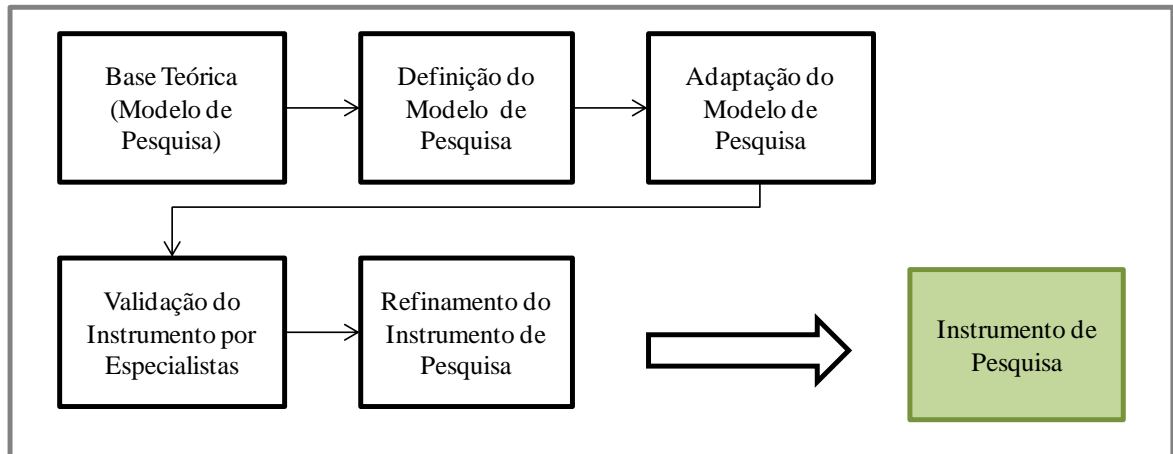 Base Teórica
(Modelo de
Pesquisa)
Definição do
Modelo de
Pesquisa
Adaptação do
Modelo de
Pesquisa
Validação do
Instrumento por
Especialistas
Refinamento do
Instrumento de
Pesquisa
Instrumento de
Pesquisa